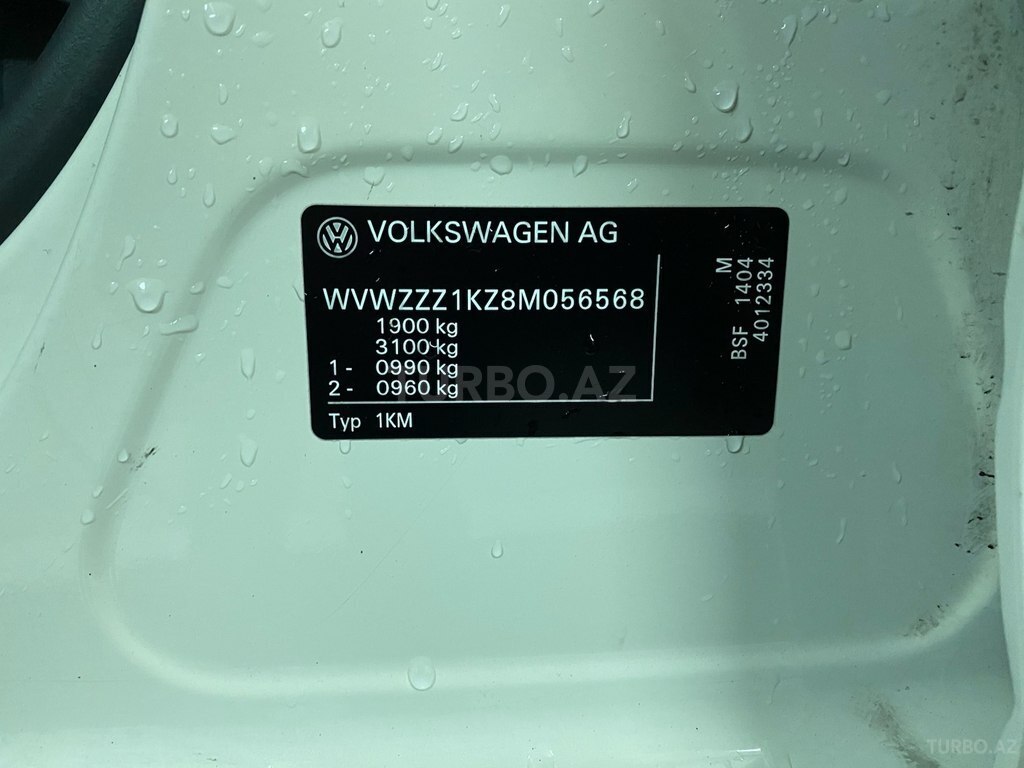 VOLKSWAGEN AG
WVWZZZ1KZ8M056568
1900 kg
3100 kg
1 - 0990 kg
2 - 0960 kg
Typ 1KM
M
BSF 1404
4012334
TURBO.AZ
TURBO.AZ